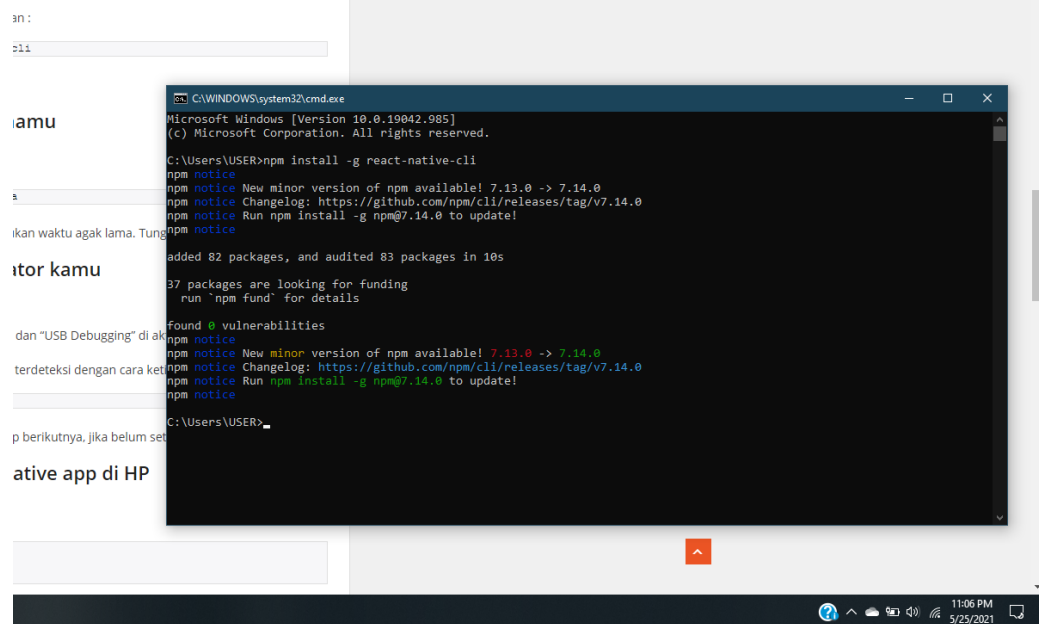 an :
cli
amu
a
ukan waktu agak lama. Tung
ator kamu
dan “USB Debugging” di ak
terdeteksi dengan cara keti
p berikutnya, jika belum set
ative app di HP
C:\WINDOWS\system32\cmd.exe
Microsoft Windows [Version 10.0.19042.985]
(c) Microsoft Corporation. All rights reserved.
C:\Users\USER>npm install -g react-native-cli
npm notice
npm notice New minor version of npm available! 7.13.0 -> 7.14.0
npm notice Changelog: https://github.com/npm/cli/releases/tag/v7.14.0
npm notice Run npm install -g npm@7.14.0 to update!
npm notice
added 82 packages, and audited 83 packages in 10s
37 packages are looking for funding
run `npm fund` for details
found 0 vulnerabilities
npm notice
npm notice New minor version of npm available! 7.13.0 -> 7.14.0
npm notice Changelog: https://github.com/npm/cli/releases/tag/v7.14.0
npm notice Run npm install -g npm@7.14.0 to update!
npm notice
C:\Users\USER>
11:06 PM
5/25/2021